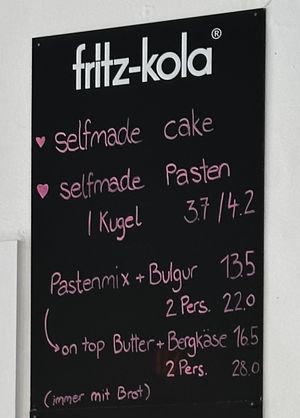 fritz-kola®
♥ selfmade cake
♥ selfmade Pasten
1 Kugel 3.7 / 4.2
Pastenmix + Bulgur 13.5
2 Pers. 22.0
→ on top Butter + Bergkäse 16.5
2 Pers. 28.0
(immer mit Brot)